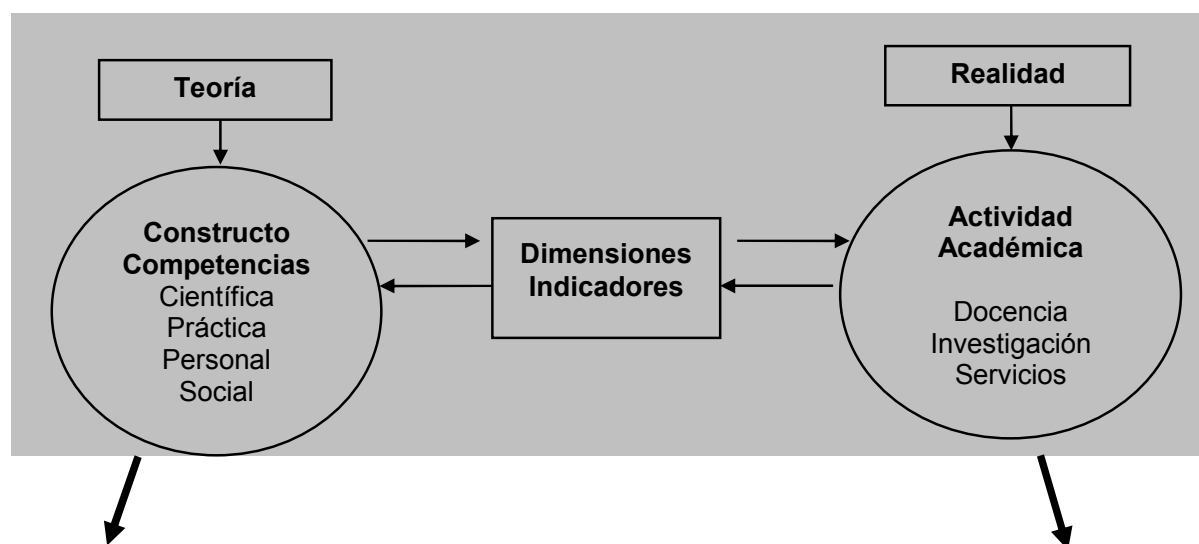 Teoría
Realidad
Constructo
Competencias
Científica
Práctica
Personal
Social
Dimensiones
Indicadores
Actividad
Académica
Docencia
Investigación
Servicios